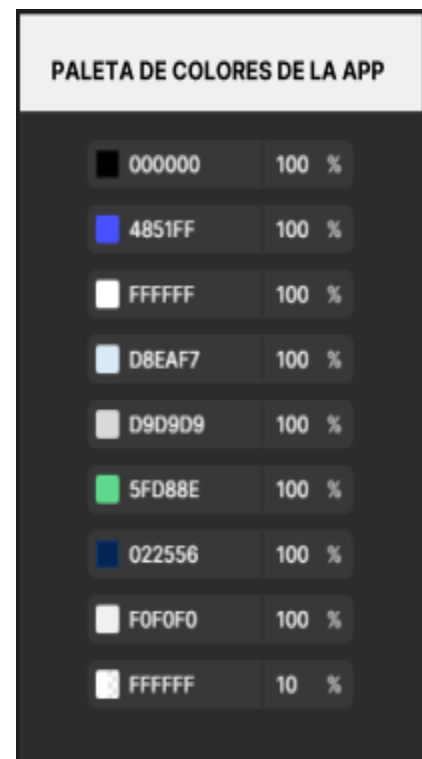 PALETA DE COLORES DE LA APP
000000 100 %
4851FF 100 %
FFFFFF 100 %
D8EAF7 100 %
D9D9D9 100 %
5FD88E 100 %
022556 100 %
F0F0F0 100 %
FFFFFF 10 %